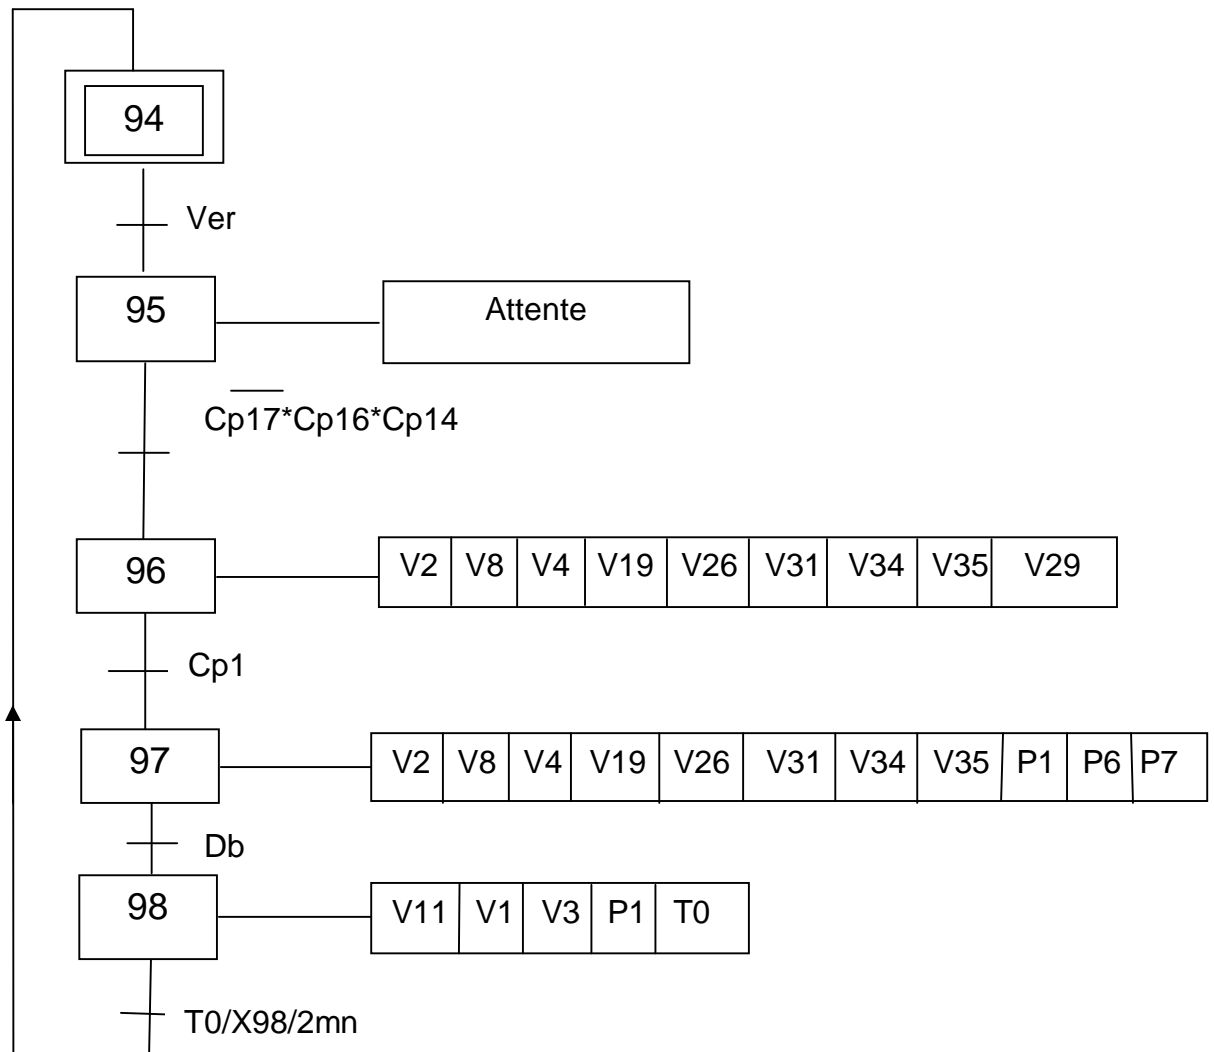 94
Ver
95 Attente
C̅p̅1̅7̅*Cp16*Cp14
96 V2 V8 V4 V19 V26 V31 V34 V35 V29
Cp1
97 V2 V8 V4 V19 V26 V31 V34 V35 P1 P6 P7
Db
98 V11 V1 V3 P1 T0
T0/X98/2mn